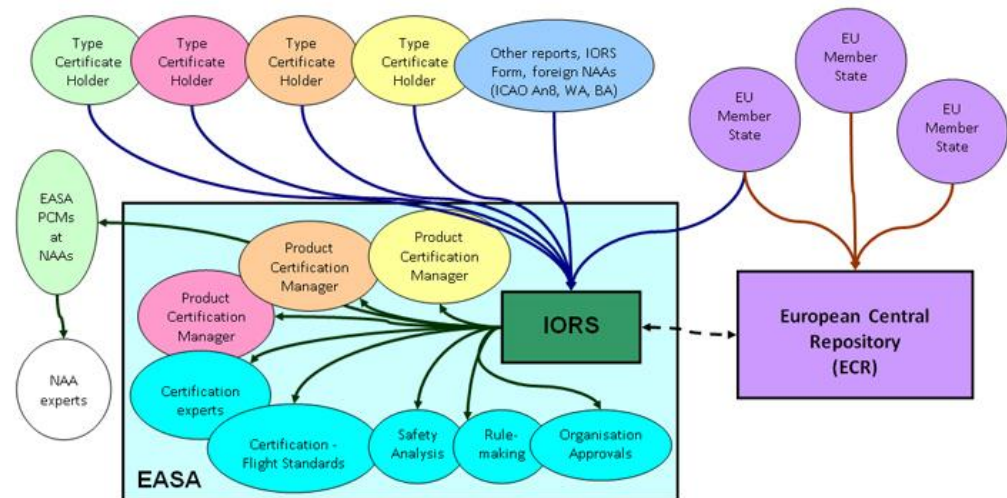 Type
Certificate
Holder
Type
Certificate
Holder
Type
Certificate
Holder
Type
Certificate
Holder
Other reports, IORS
Form, foreign NAAs
(ICAO An8, WA, BA)
EU
Member
State
EU
Member
State
EU
Member
State
EASA
PCMs
at
NAAs
Product
Certification
Manager
Product
Certification
Manager
Product
Certification
Manager
IORS
European Central
Repository
(ECR)
NAA
experts
Certification
experts
Certification -
Flight Standards
Safety
Analysis
Rule-
making
Organisation
Approvals
EASA